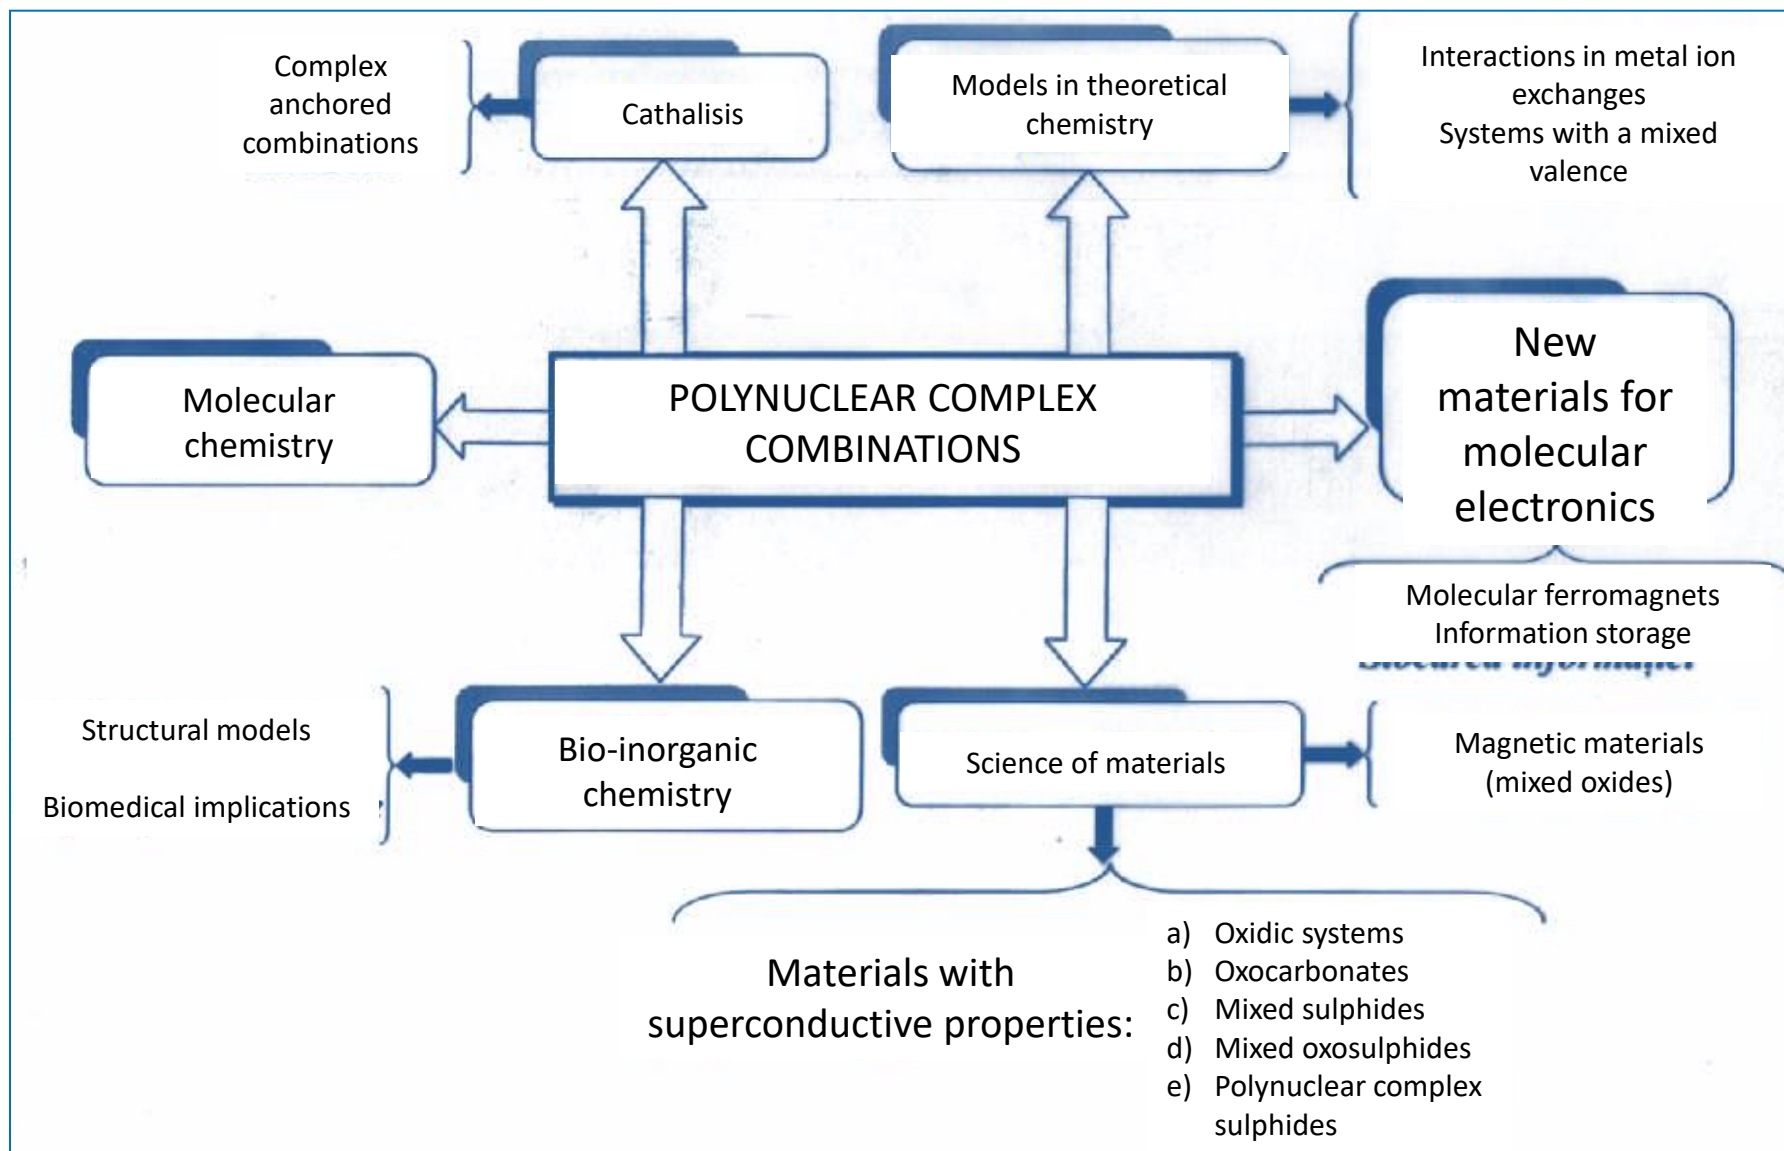 Complex
anchored
combinations
Cathalisis
Models in theoretical
chemistry
Interactions in metal ion
exchanges
Systems with a mixed
valence
Molecular
chemistry
POLYNUCLEAR COMPLEX
COMBINATIONS
New
materials for
molecular
electronics
Molecular ferromagnets
Information storage
Structural models
Biomedical implications
Bio-inorganic
chemistry
Science of materials
Magnetic materials
(mixed oxides)
Materials with
superconductive properties:
a) Oxidic systems
b) Oxocarbonates
c) Mixed sulphides
d) Mixed oxosulphides
e) Polynuclear complex
sulphides